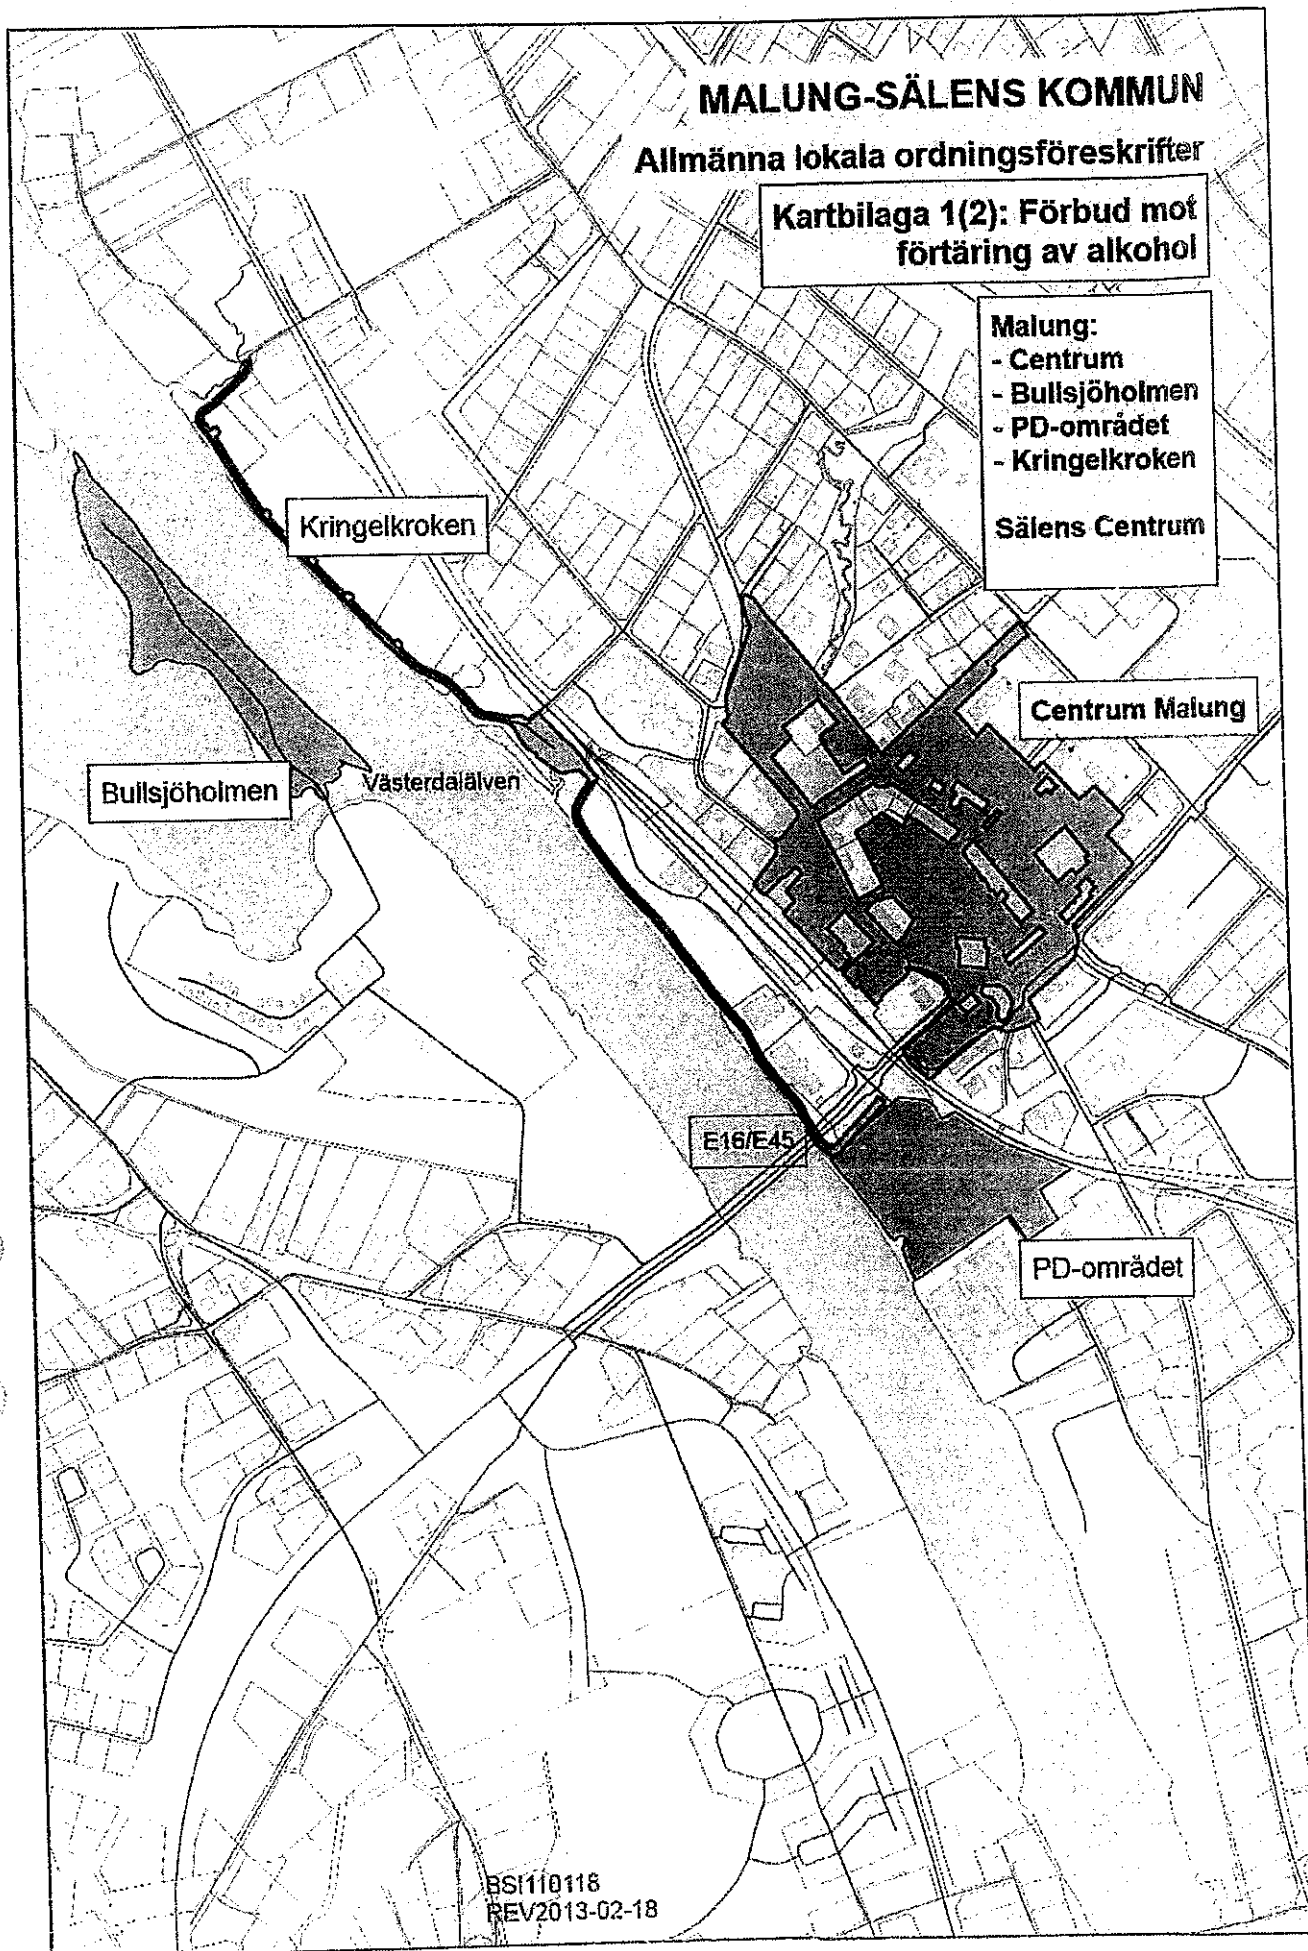 MALUNG-SÄLENS KOMMUN
Allmänna lokala ordningsföreskrifter
Kartbilaga 1(2): Förbud mot
förtäring av alkohol
Malung:
- Centrum
- Bullsjöholmen
- PD-området
- Kringelkroken
Sälens Centrum
Kringelkroken
Centrum Malung
Bullsjöholmen
Västerdalälven
E16/E45
PD-området
BSI110118
REV2013-02-18